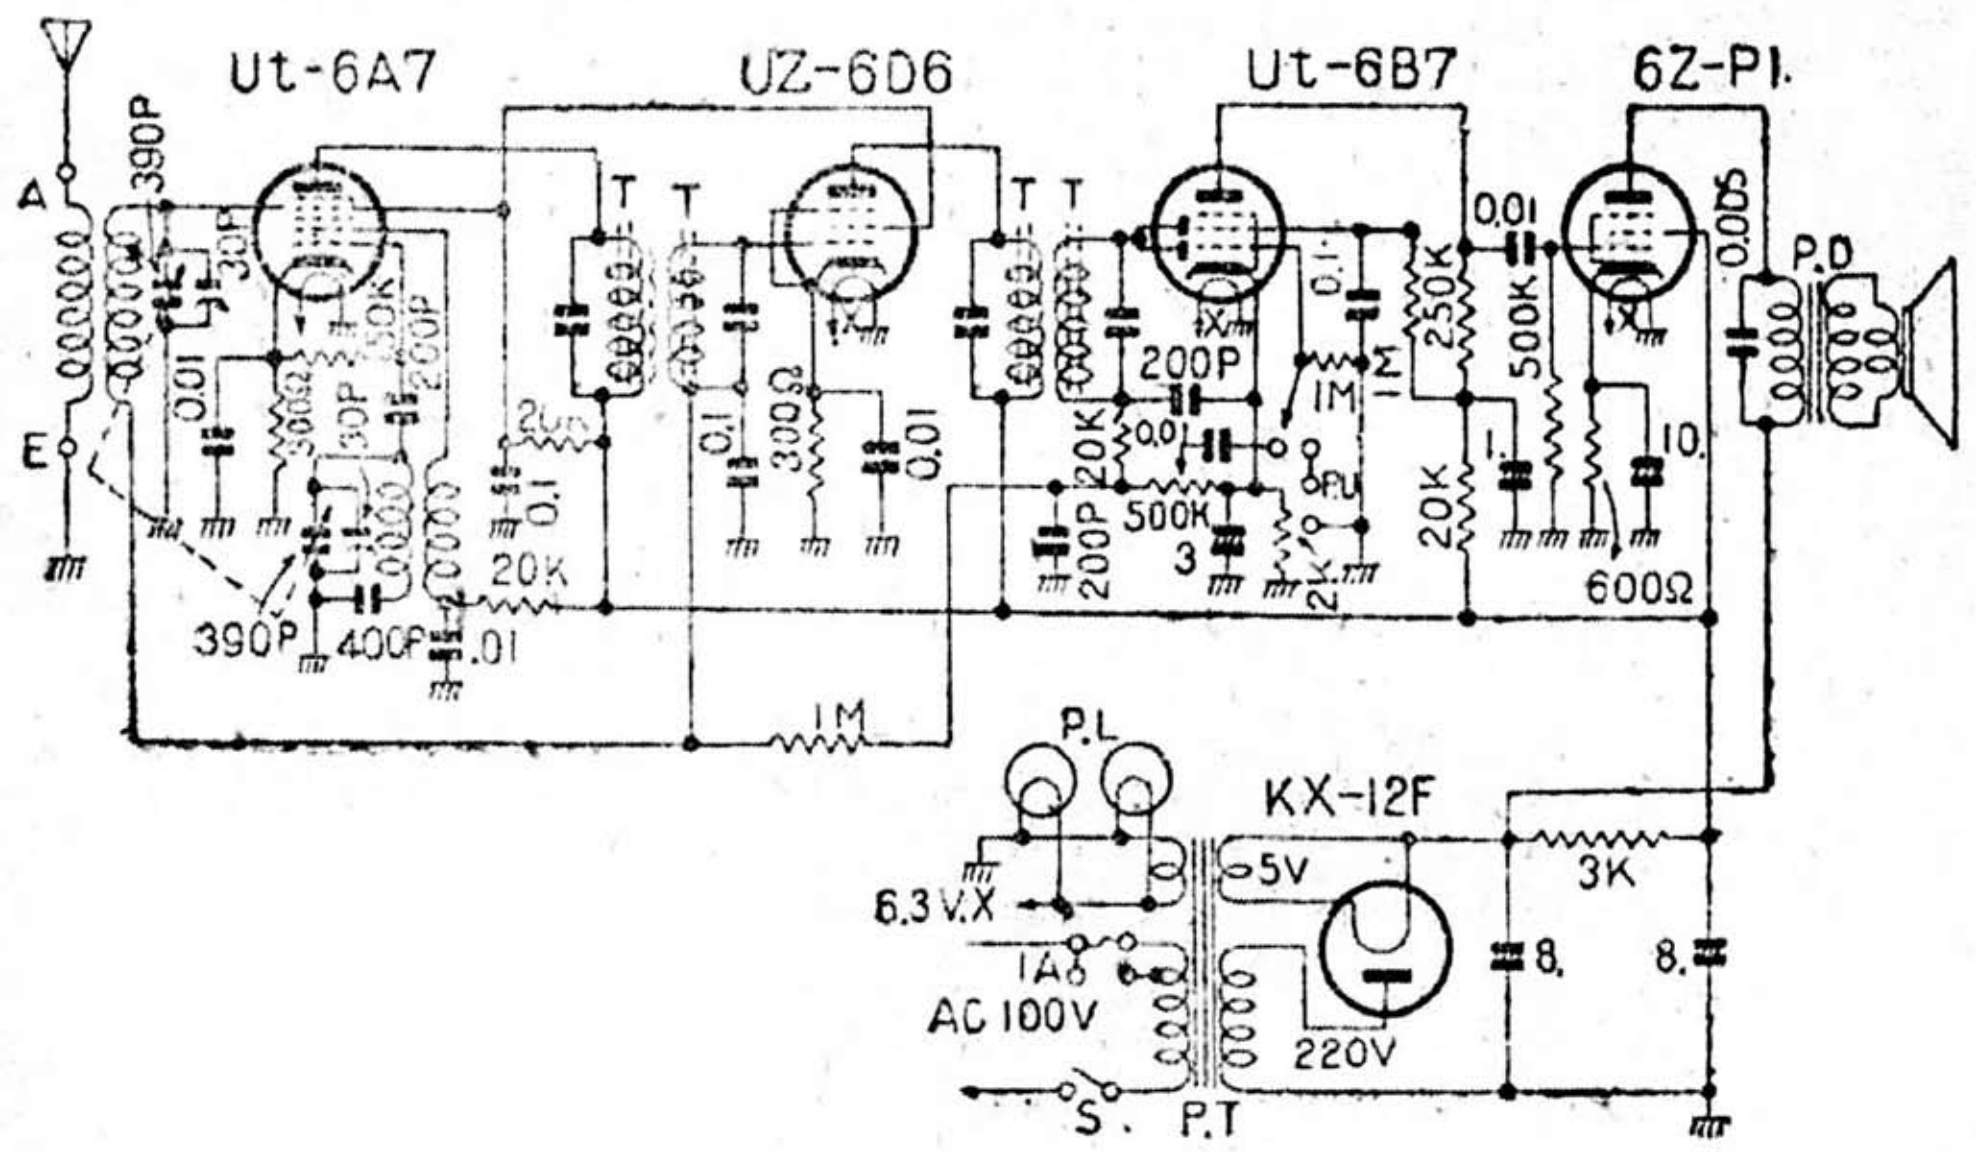 Ut-6A7
UZ-6D6
Ut-6B7
6Z-P1.
390P
30P
A
E
0.01
300Ω
50K
200P
30P
20K
0.1
20K
390P
400P
.01
T
T
0.1
300Ω
0.01
T
T
200P
20K
0.01
500K
200P
3
2K
P.U
0.1
1M
1M
250K
20K
0.01
500K
1.
10.
600Ω
0.005
P.D
1M
P.L
KX-12F
5V
3K
6.3V.X
1A
AC 100V
220V
8.
8.
S.
P.T
X
X
X